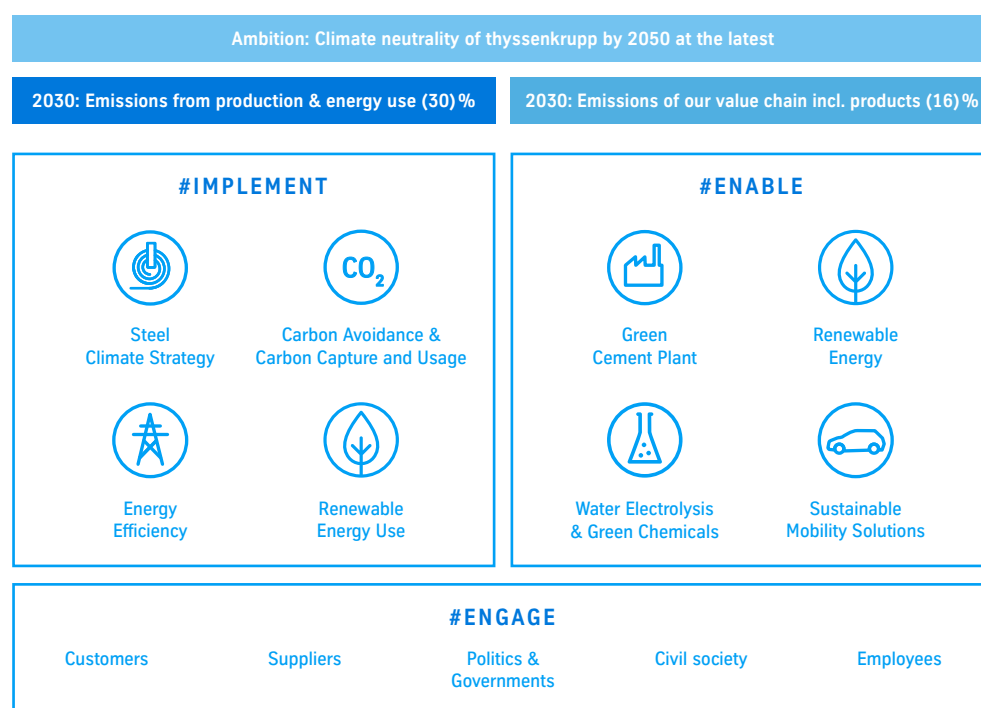 Ambition: Climate neutrality of thyssenkrupp by 2050 at the latest
2030: Emissions from production & energy use (30) %
2030: Emissions of our value chain incl. products (16) %
#IMPLEMENT
Steel
Climate Strategy
CO₂
Carbon Avoidance &
Carbon Capture and Usage
Energy
Efficiency
Renewable
Energy Use
#ENABLE
Green
Cement Plant
Renewable
Energy
Water Electrolysis
& Green Chemicals
Sustainable
Mobility Solutions
#ENGAGE
Customers
Suppliers
Politics &
Governments
Civil society
Employees